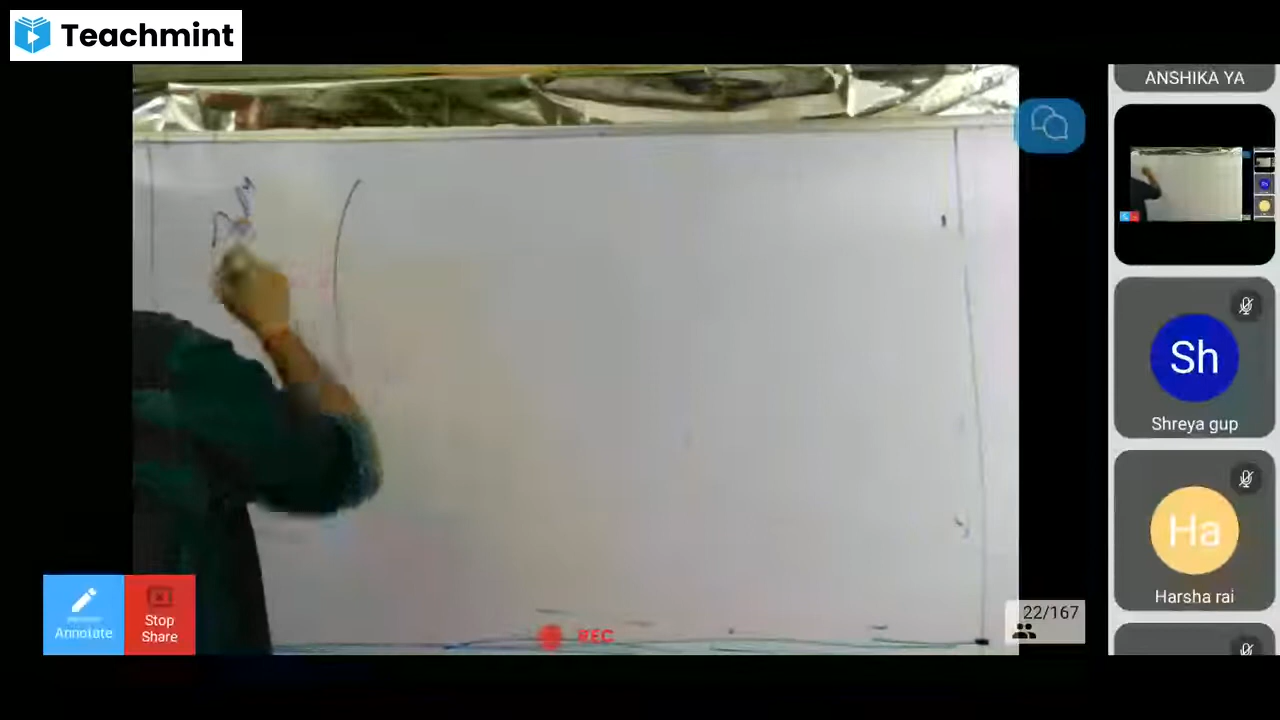 Teachmint
ANSHIKA YA
Sh
Shreya gup
Ha
Harsha rai
22/167
REC
Annotate
Stop
Share